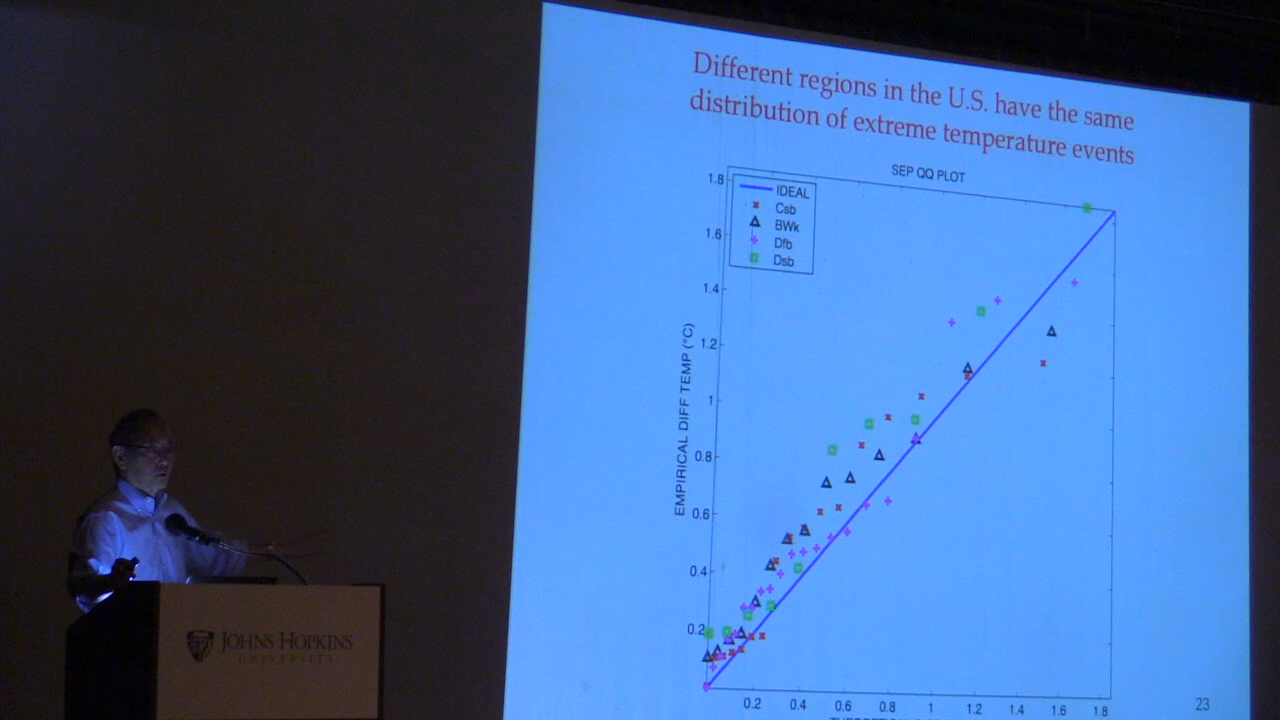 Different regions in the U.S. have the same
distribution of extreme temperature events
SEP QQ PLOT
IDEAL
Csb
BWk
Dfb
Dsb
EMPIRICAL DIFF TEMP (°C)
1.8
1.6
1.4
1.2
1
0.8
0.6
0.4
0.2
0.2 0.4 0.6 0.8 1 1.2 1.4 1.6 1.8
23
JOHNS HOPKINS
UNIVERSITY